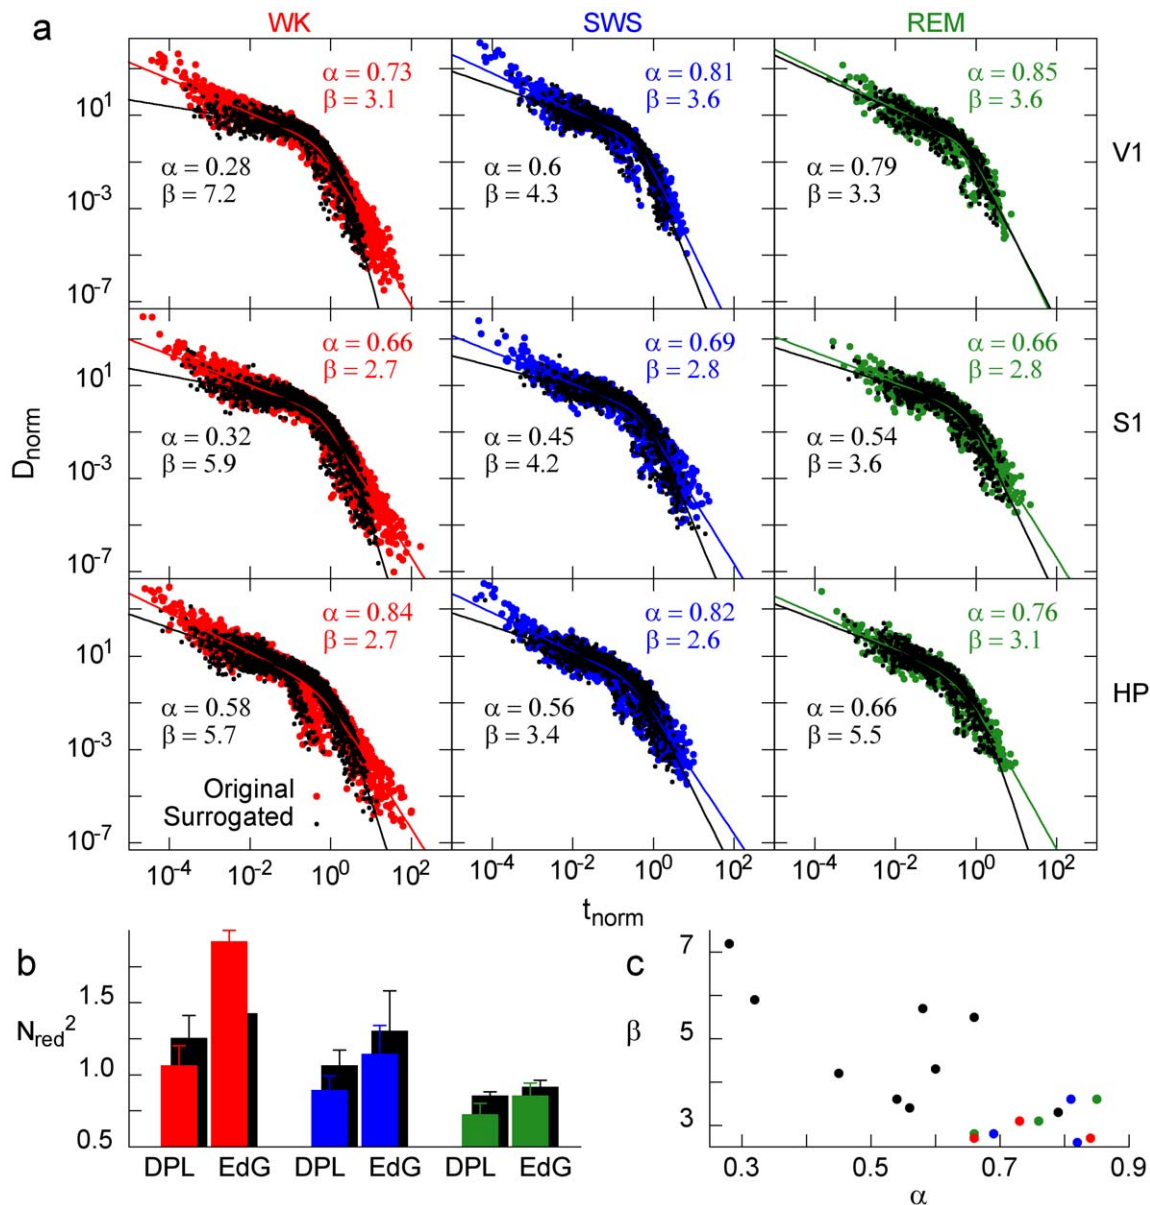 a
WK SWS REM
α = 0.73
β = 3.1
α = 0.28
β = 7.2
α = 0.81
β = 3.6
α = 0.6
β = 4.3
α = 0.85
β = 3.6
α = 0.79
β = 3.3
V1
10¹
10⁻³
10⁻⁷
α = 0.66
β = 2.7
α = 0.32
β = 5.9
α = 0.69
β = 2.8
α = 0.45
β = 4.2
α = 0.66
β = 2.8
α = 0.54
β = 3.6
S1
D_norm
10¹
10⁻³
10⁻⁷
α = 0.84
β = 2.7
α = 0.58
β = 5.7
α = 0.82
β = 2.6
α = 0.56
β = 3.4
α = 0.76
β = 3.1
α = 0.66
β = 5.5
HP
10¹
10⁻³
10⁻⁷
Original
Surrogated
10⁻⁴ 10⁻² 10⁰ 10² 10⁻⁴ 10⁻² 10⁰ 10² 10⁻⁴ 10⁻² 10⁰ 10²
t_norm
b
N_red²
1.5
1.0
0.5
DPL EdG DPL EdG DPL EdG
c
β
7
5
3
0.3 0.5 0.7 0.9
α